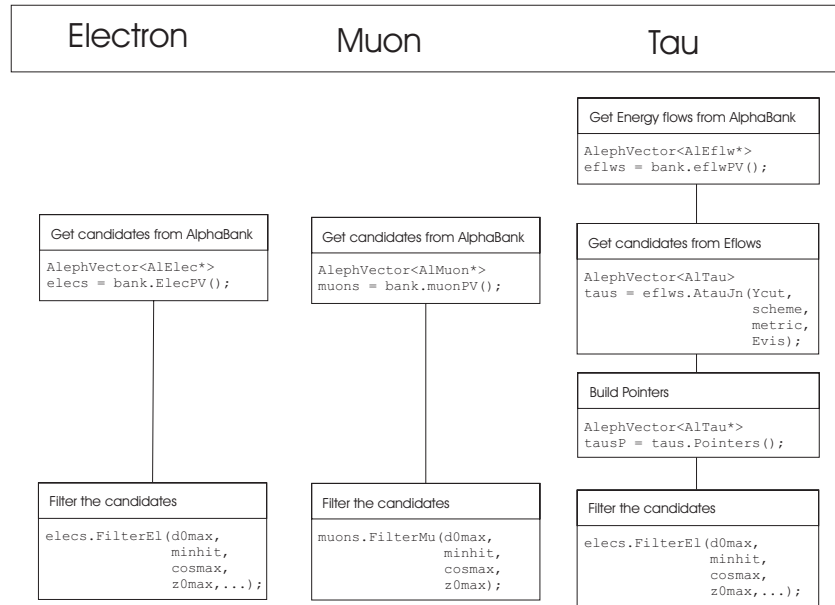 Electron
Muon
Tau
Get candidates from AlphaBank
AlephVector<AlElec*>
elecs = bank.ElecPV();
Filter the candidates
elecs.FilterEl(d0max,
minhit,
cosmax,
z0max,...);
Get candidates from AlphaBank
AlephVector<AlMuon*>
muons = bank.muonPV();
Filter the candidates
muons.FilterMu(d0max,
minhit,
cosmax,
z0max);
Get Energy flows from AlphaBank
AlephVector<AlEflw*>
eflws = bank.eflwPV();
Get candidates from Eflows
AlephVector<AlTau>
taus = eflws.AtauJn(Ycut,
scheme,
metric,
Evis);
Build Pointers
AlephVector<AlTau*>
tausP = taus.Pointers();
Filter the candidates
elecs.FilterEl(d0max,
minhit,
cosmax,
z0max,...);